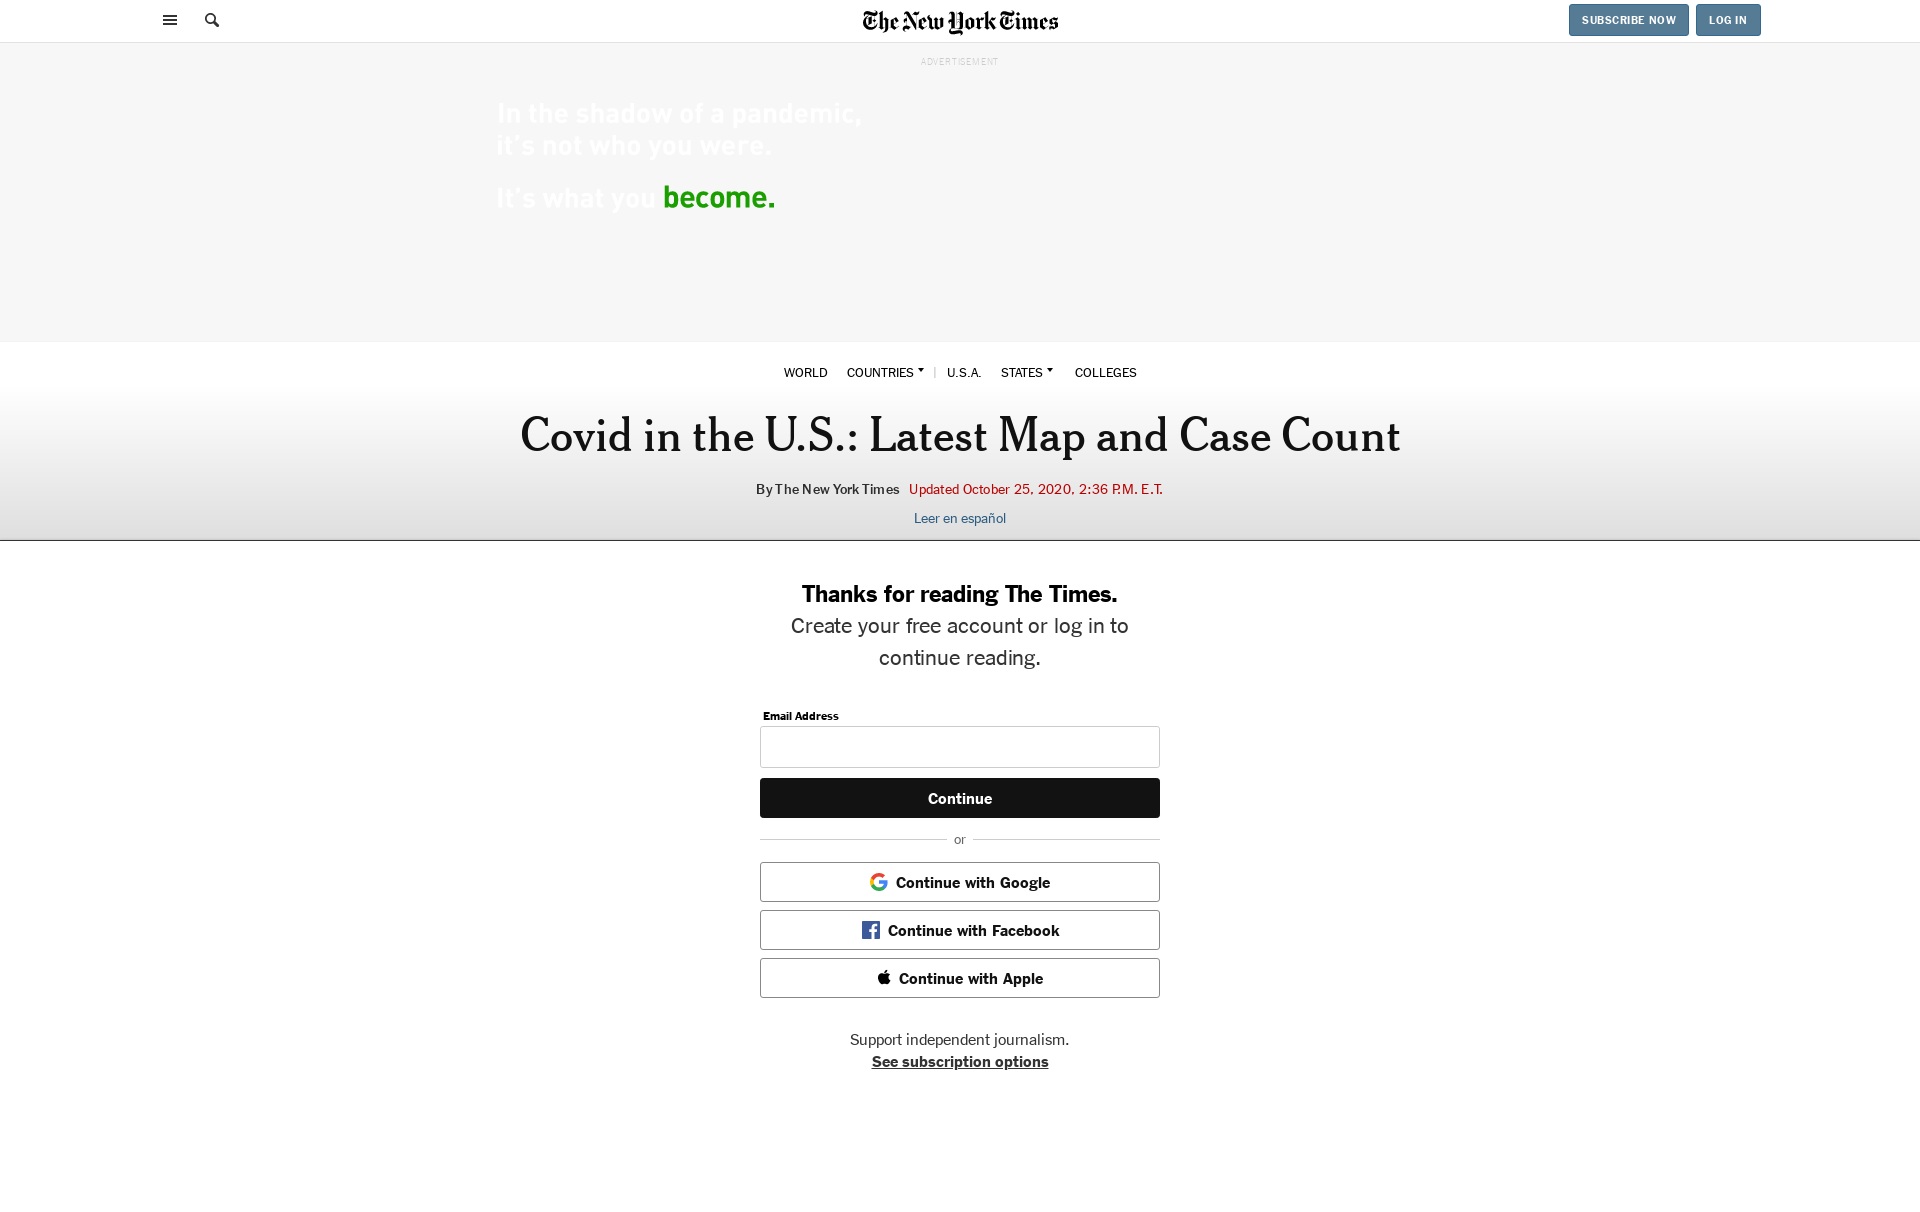 The New York Times
SUBSCRIBE NOW
LOG IN
ADVERTISEMENT
In the shadow of a pandemic,
it's not who you were.
It's what you become.
WORLD COUNTRIES U.S.A. STATES COLLEGES
Covid in the U.S.: Latest Map and Case Count
By The New York Times Updated October 25, 2020, 2:36 P.M. E.T.
Leer en español
Thanks for reading The Times.
Create your free account or log in to
continue reading.
Email Address
Continue
or
Continue with Google
Continue with Facebook
Continue with Apple
Support independent journalism.
See subscription options